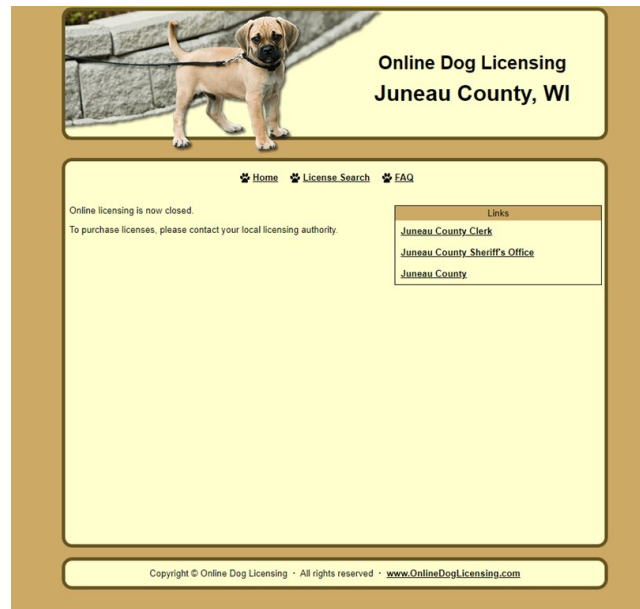 Online Dog Licensing
Juneau County, WI
Home License Search FAQ
Online licensing is now closed.
To purchase licenses, please contact your local licensing authority.
Links
Juneau County Clerk
Juneau County Sheriff's Office
Juneau County
Copyright © Online Dog Licensing · All rights reserved · www.OnlineDogLicensing.com